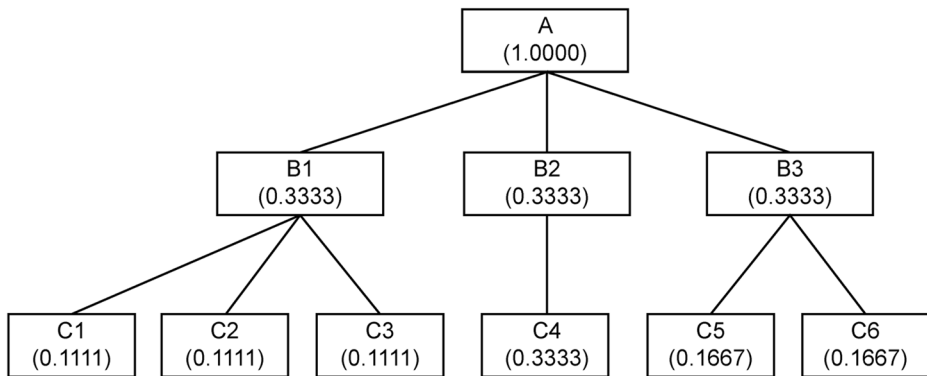 A
(1.0000)
B1
(0.3333)
B2
(0.3333)
B3
(0.3333)
C1
(0.1111)
C2
(0.1111)
C3
(0.1111)
C4
(0.3333)
C5
(0.1667)
C6
(0.1667)